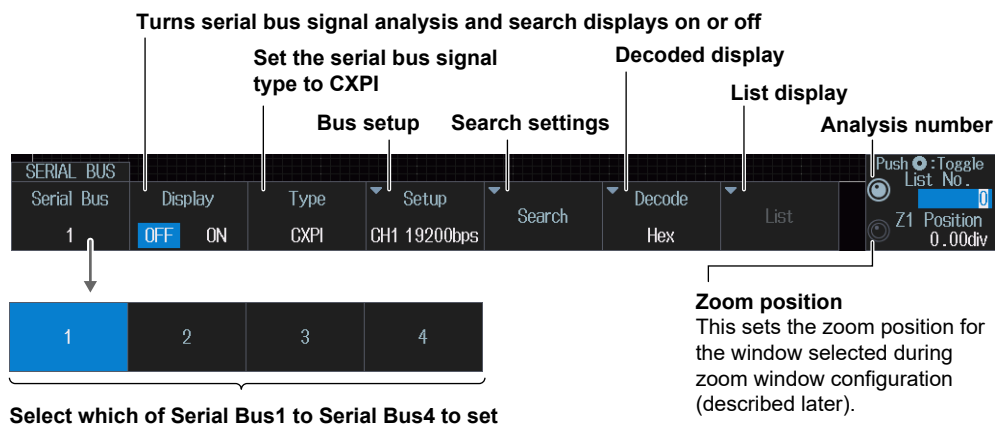 Turns serial bus signal analysis and search displays on or off
Set the serial bus signal
type to CXPI
Decoded display
List display
Bus setup
Search settings
Analysis number
SERIAL BUS
Serial Bus
1
Display
OFF ON
Type
CXPI
Setup
CH1 19200bps
Search
Decode
Hex
List
Push :Toggle
List No.
0
Z1 Position
0.00div
1
2
3
4
Select which of Serial Bus1 to Serial Bus4 to set
Zoom position
This sets the zoom position for
the window selected during
zoom window configuration
(described later).